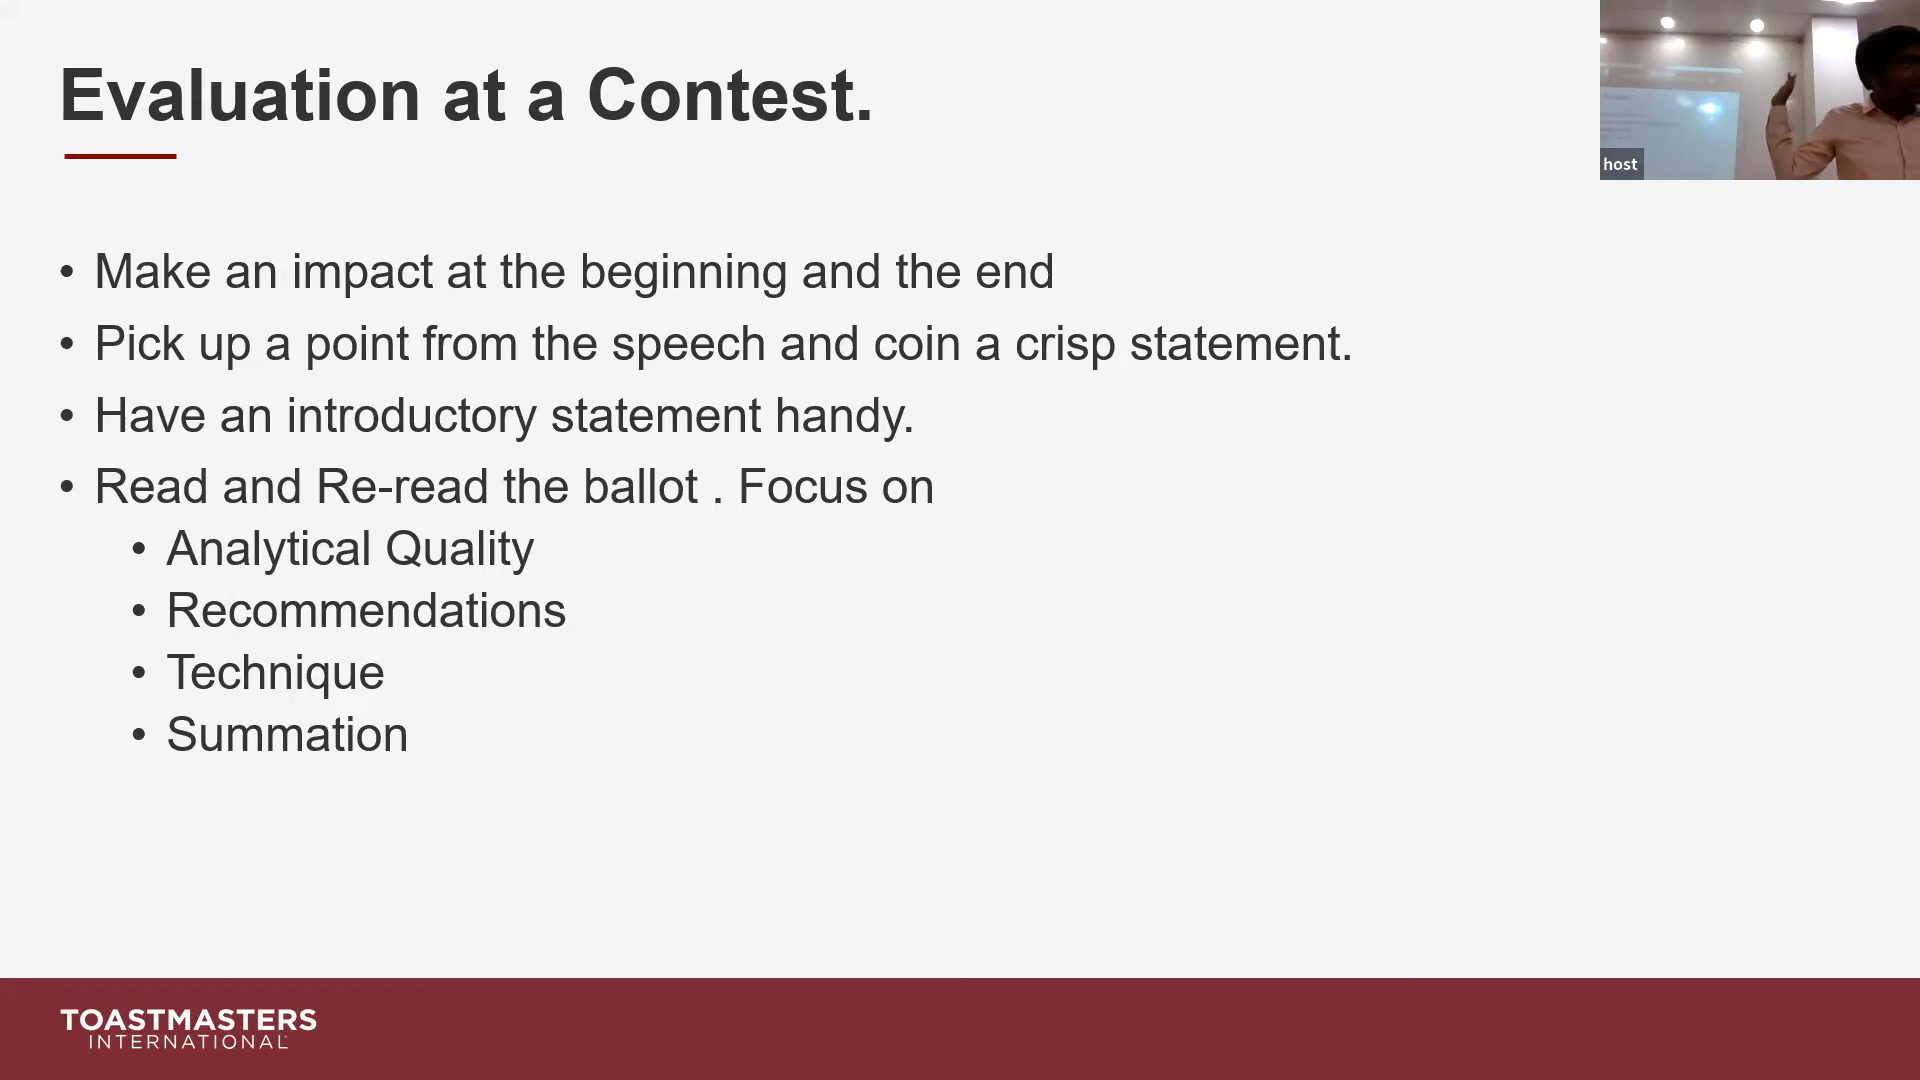 Evaluation at a Contest.
• Make an impact at the beginning and the end
• Pick up a point from the speech and coin a crisp statement.
• Have an introductory statement handy.
• Read and Re-read the ballot . Focus on
• Analytical Quality
• Recommendations
• Technique
• Summation
host
TOASTMASTERS
INTERNATIONAL